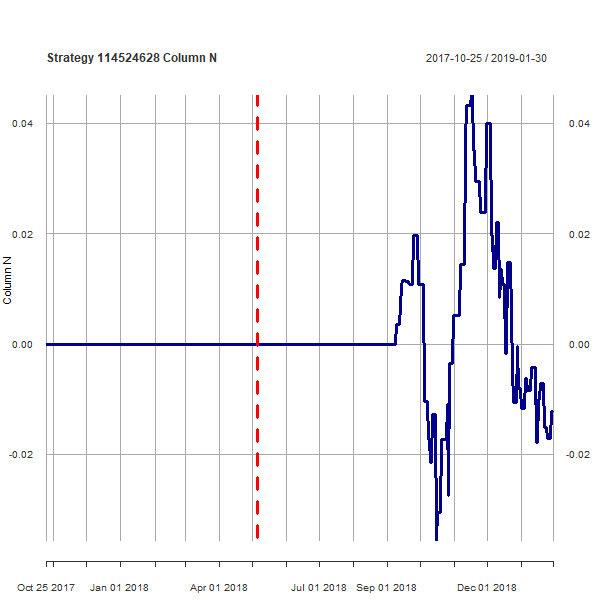 Strategy 114524628 Column N
2017-10-25 / 2019-01-30
0.04
0.04
0.02
0.02
0.00
0.00
-0.02
-0.02
Column N
Oct 25 2017
Jan 01 2018
Apr 01 2018
Jul 01 2018
Sep 01 2018
Dec 01 2018